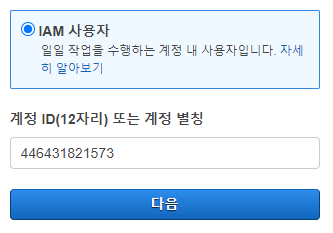 IAM 사용자
일일 작업을 수행하는 계정 내 사용자입니다. 자세
히 알아보기
계정 ID(12자리) 또는 계정 별칭
446431821573
다음